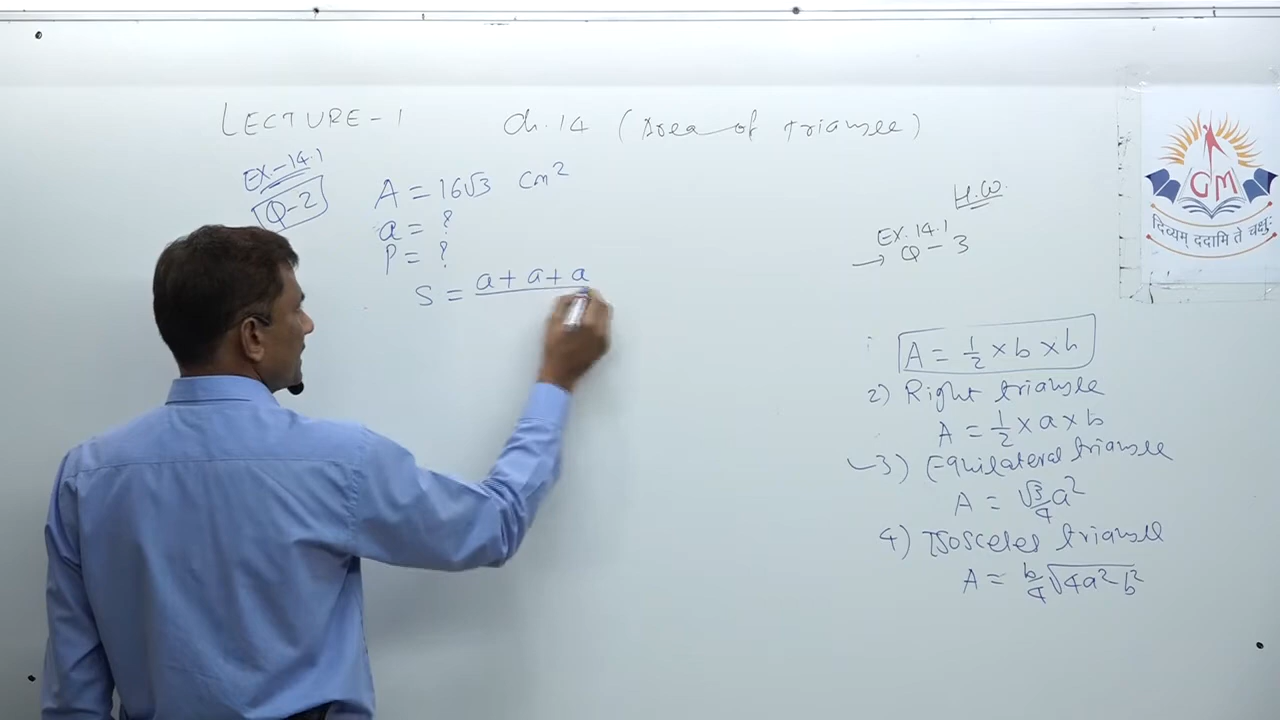 LECTURE-1 Ch.14 (Area of triangle)
EX-14.1
Q-2
A = 16√3 cm²
a = ?
P = ?
S = a+a+a
H.W.
→ EX.14.1
Q-3
A = ½ × b × h
2) Right triangle
A = ½ × a × b
3) Equilateral triangle
A = √3/4 a²
4) Isosceles triangle
A = b/4 √4a²-b²
GM
दिव्यम् ददामि ते चक्षुः